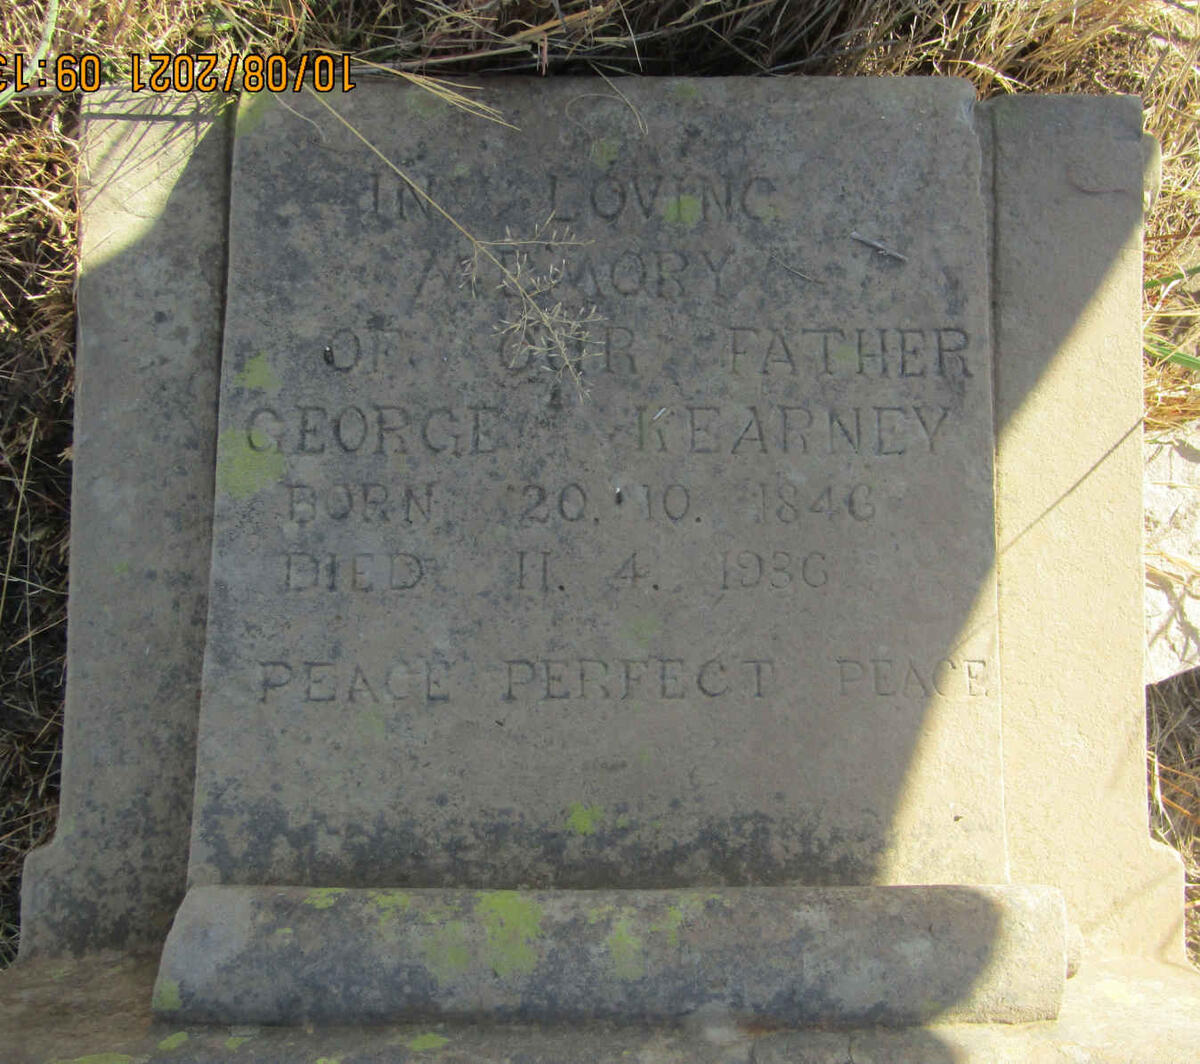 10/08/2021 09:13
IN LOVING
MEMORY
OF OUR FATHER
GEORGE KEARNEY
BORN 20. 10. 1846
DIED 11. 4. 1936
PEACE PERFECT PEACE